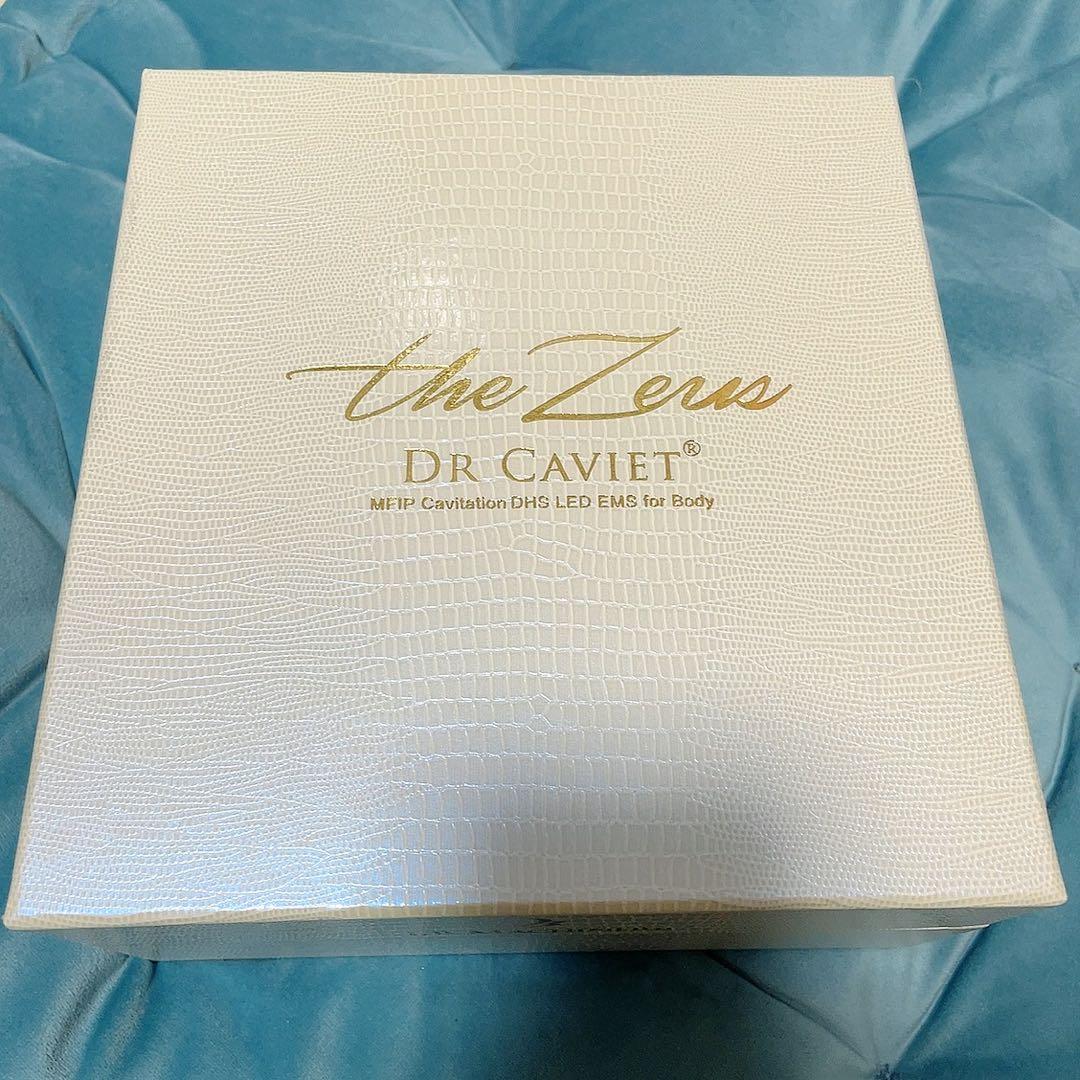 the Zeus
DR CAVIET®
MFIP Cavitation DHS LED EMS for Body